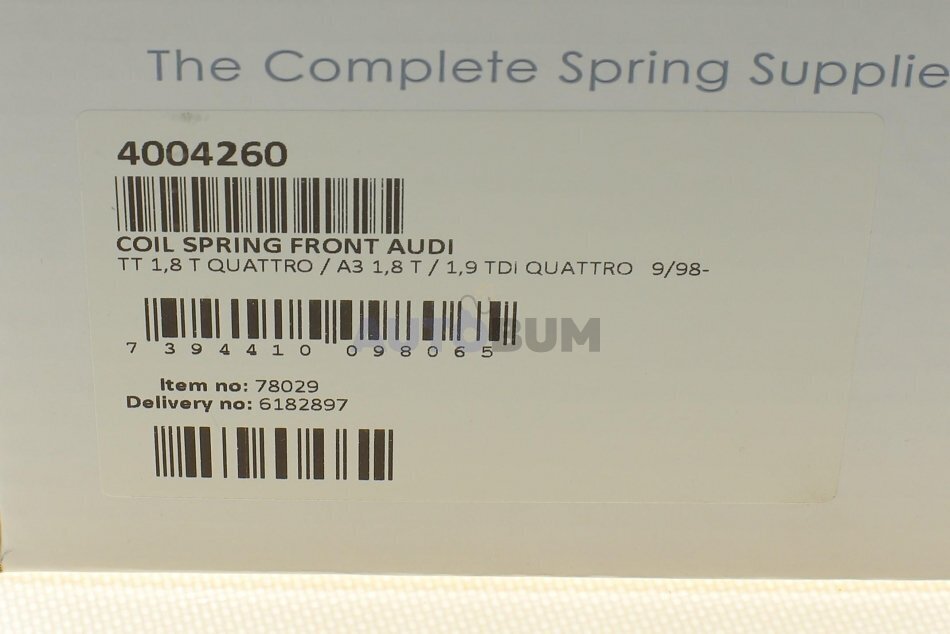 The Complete Spring Supplie
4004260
COIL SPRING FRONT AUDI
TT 1,8 T QUATTRO / A3 1,8 T / 1,9 TDI QUATTRO 9/98-
AUTOBUM
7 394410 098065
Item no: 78029
Delivery no: 6182897